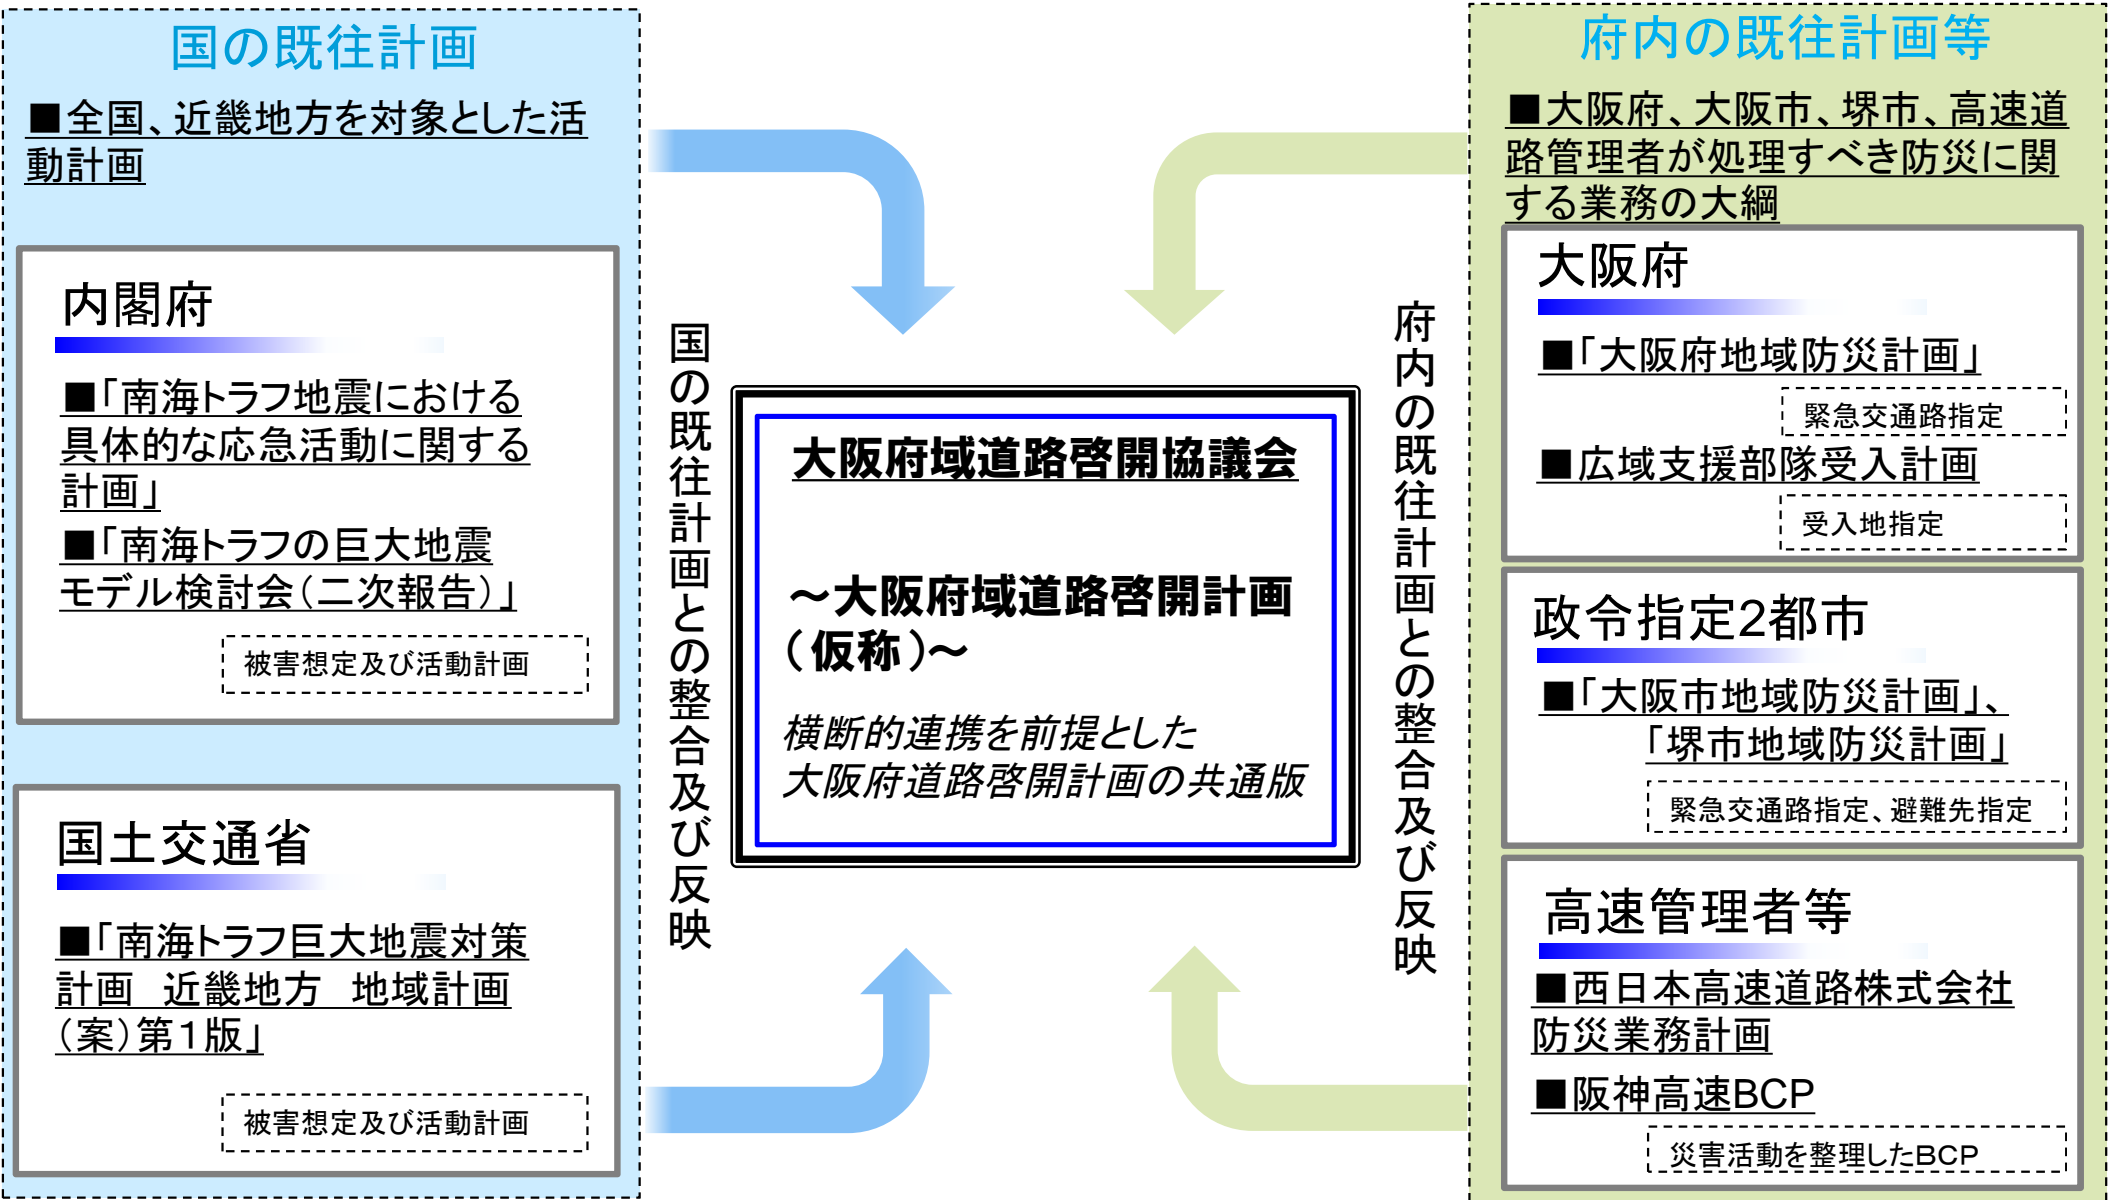 国の既往計画
■全国、近畿地方を対象とした活
動計画
内閣府
■「南海トラフ地震における
具体的な応急活動に関する
計画」
■「南海トラフの巨大地震
モデル検討会(二次報告)」
被害想定及び活動計画
国土交通省
■「南海トラフ巨大地震対策
計画　近畿地方　地域計画
(案)第1版」
被害想定及び活動計画
国の既往計画との整合及び反映
大阪府域道路啓開協議会
～大阪府域道路啓開計画
(仮称)～
横断的連携を前提とした
大阪府道路啓開計画の共通版
府内の既往計画との整合及び反映
府内の既往計画等
■大阪府、大阪市、堺市、高速道
路管理者が処理すべき防災に関
する業務の大綱
大阪府
■「大阪府地域防災計画」
緊急交通路指定
■広域支援部隊受入計画
受入地指定
政令指定2都市
■「大阪市地域防災計画」、
「堺市地域防災計画」
緊急交通路指定、避難先指定
高速管理者等
■西日本高速道路株式会社
防災業務計画
■阪神高速BCP
災害活動を整理したBCP